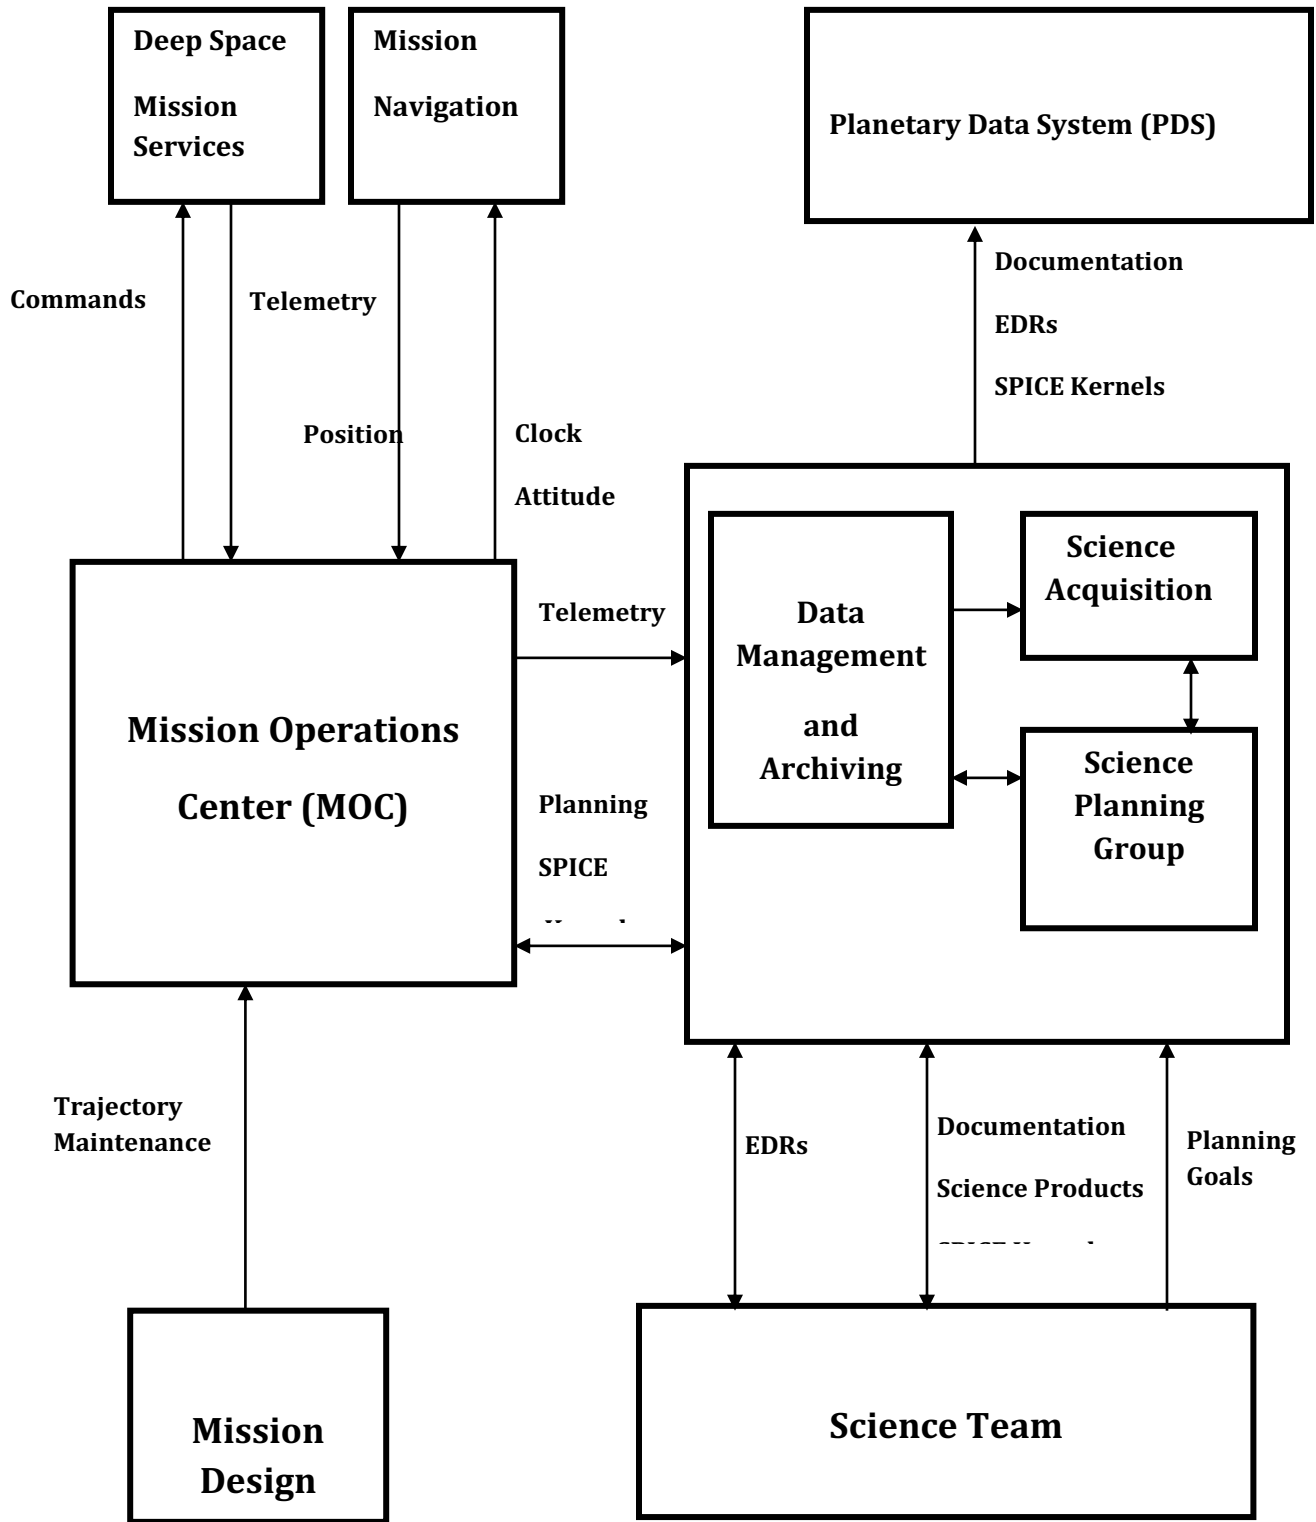 Deep Space
Mission
Services
Mission
Navigation
Planetary Data System (PDS)
Commands
Telemetry
Position
Clock
Attitude
Documentation
EDRs
SPICE Kernels
Mission Operations
Center (MOC)
Telemetry
Planning
SPICE
Data
Management
and
Archiving
Science
Acquisition
Science
Planning
Group
Trajectory
Maintenance
EDRs
Documentation
Science Products
Planning
Goals
Mission
Design
Science Team